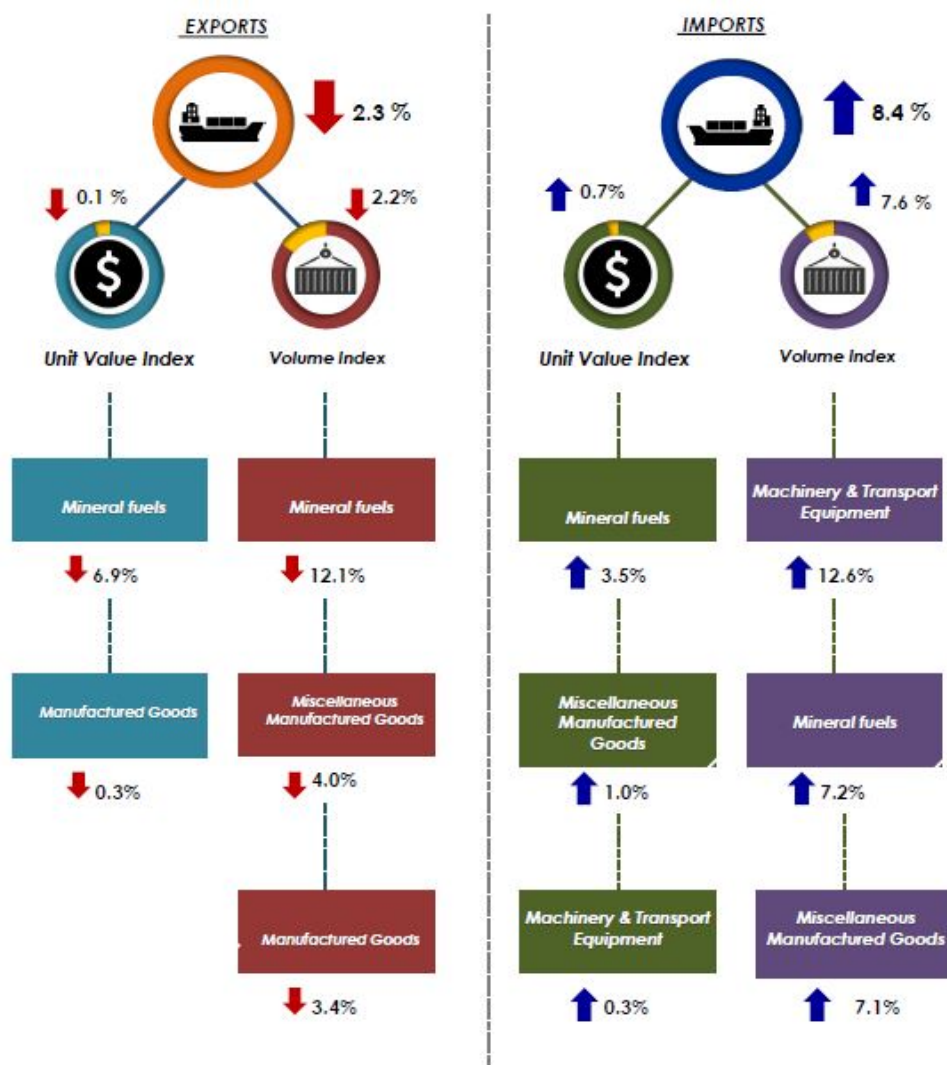 EXPORTS
2.3 %
0.1 %
2.2%
$
Unit Value Index
Volume Index
Mineral fuels
6.9%
Mineral fuels
12.1%
Manufactured Goods
0.3%
Miscellaneous
Manufactured Goods
4.0%
Manufactured Goods
3.4%
IMPORTS
8.4 %
0.7%
7.6 %
$
Unit Value Index
Volume Index
Mineral fuels
3.5%
Machinery & Transport
Equipment
12.6%
Miscellaneous
Manufactured
Goods
1.0%
Mineral fuels
7.2%
Machinery & Transport
Equipment
0.3%
Miscellaneous
Manufactured Goods
7.1%